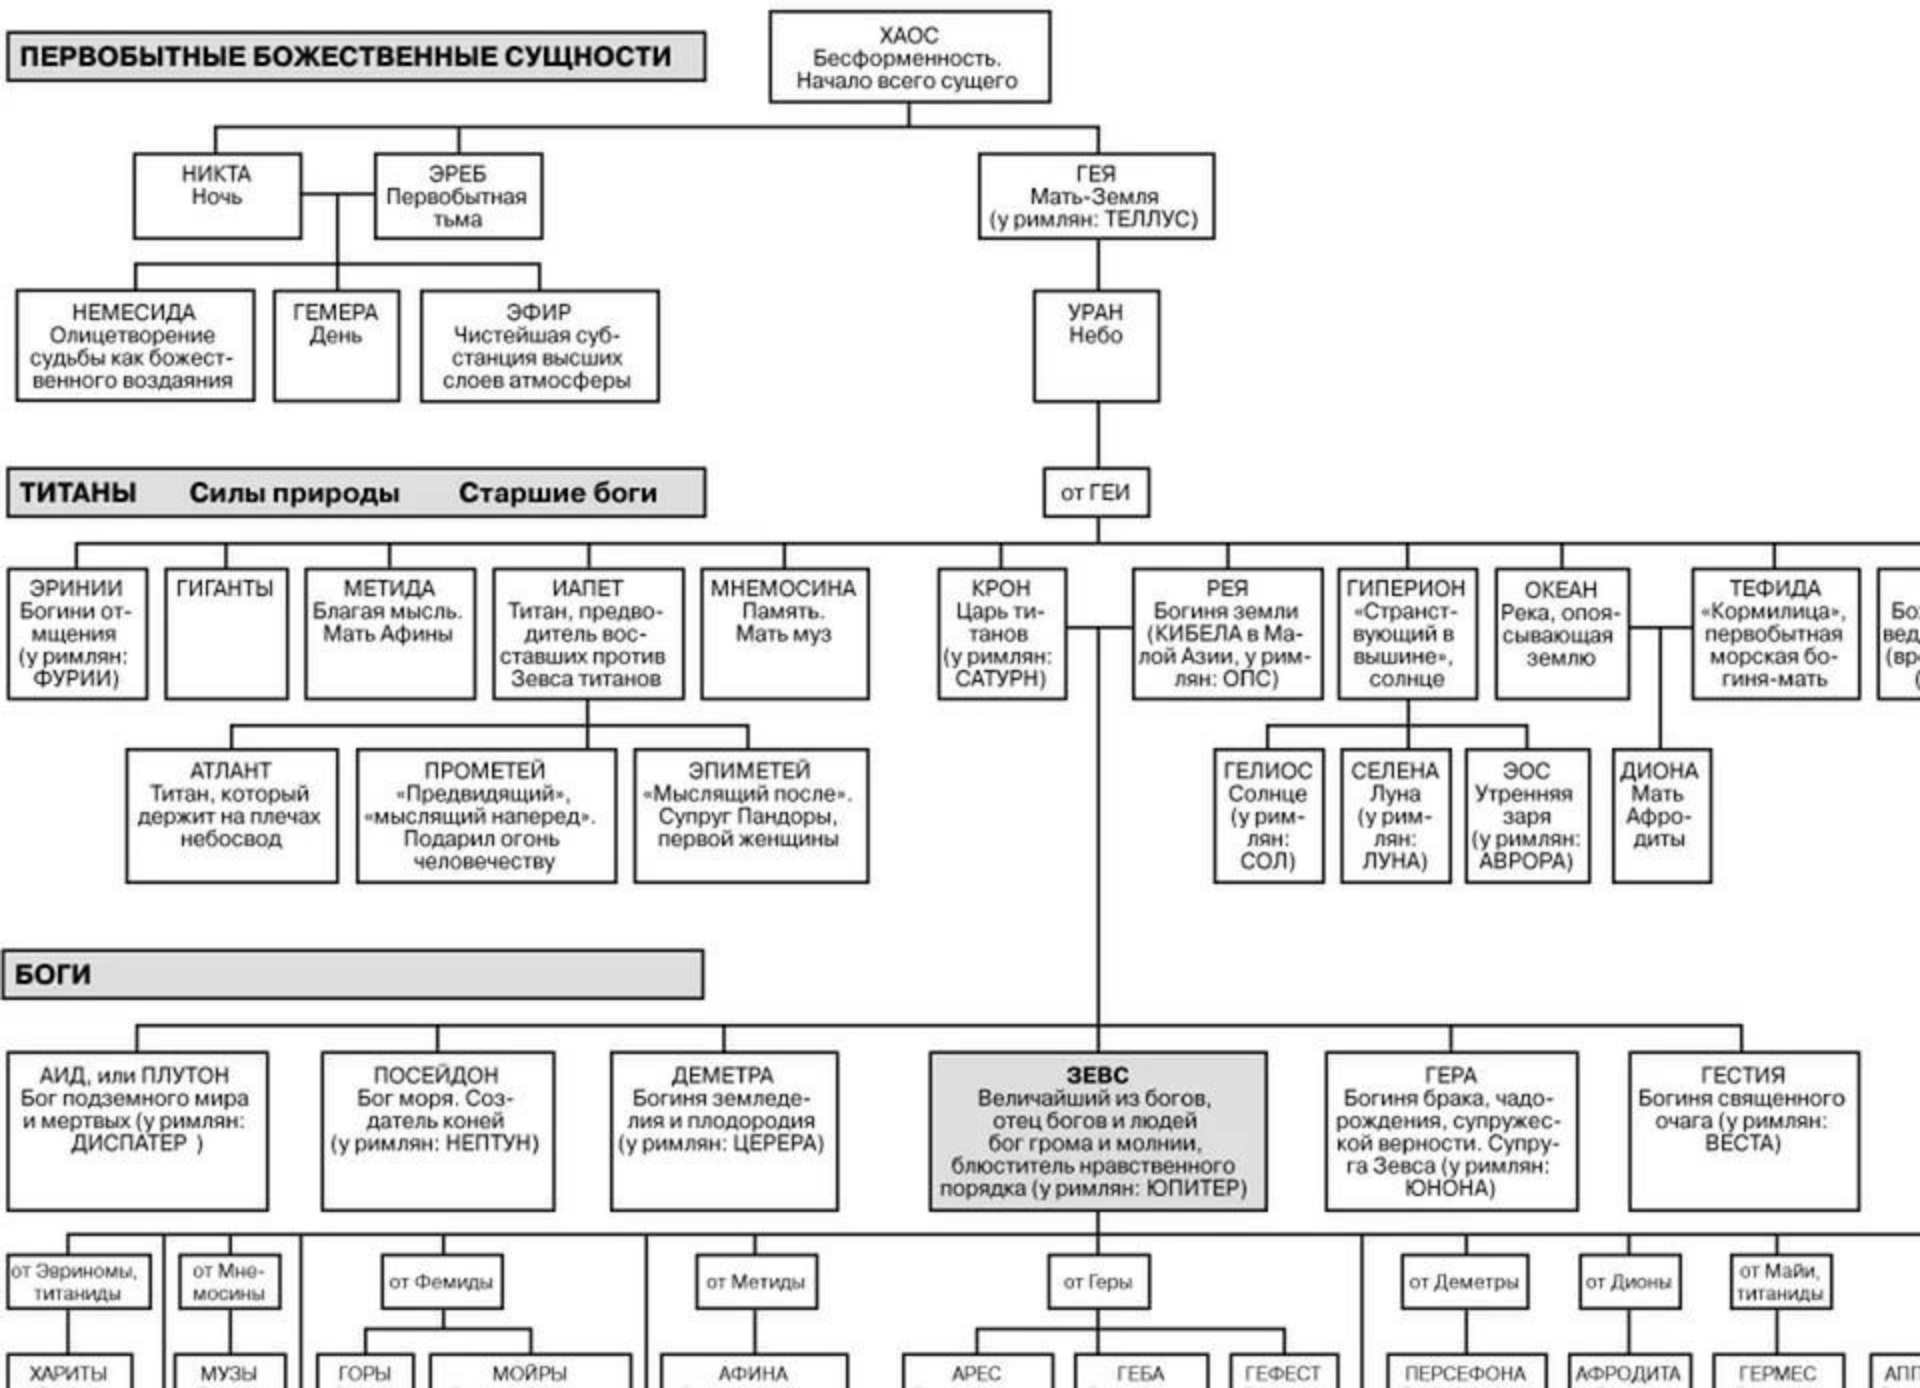 ПЕРВОБЫТНЫЕ БОЖЕСТВЕННЫЕ СУЩНОСТИ
ХАОС
Бесформенность.
Начало всего сущего
НИКТА
Ночь
ЭРЕБ
Первобытная
тьма
ГЕЯ
Мать-Земля
(у римлян: ТЕЛЛУС)
НЕМЕСИДА
Олицетворение
судьбы как божест-
венного воздаяния
ГЕМЕРА
День
ЭФИР
Чистейшая суб-
станция высших
слоев атмосферы
УРАН
Небо
ТИТАНЫ Силы природы Старшие боги
от ГЕИ
ЭРИНИИ
Богини от-
мщения
(у римлян:
ФУРИИ)
ГИГАНТЫ
МЕТИДА
Благая мысль.
Мать Афины
ИАПЕТ
Титан, предво-
дитель вос-
ставших против
Зевса титанов
МНЕМОСИНА
Память.
Мать муз
КРОН
Царь ти-
танов
(у римлян:
САТУРН)
РЕЯ
Богиня земли
(КИБЕЛА в Ма-
лой Азии, у рим-
лян: ОПС)
ГИПЕРИОН
«Странст-
вующий в
вышине»,
солнце
ОКЕАН
Река, опоя-
сывающая
землю
ТЕФИДА
«Кормилица»,
первобытная
морская бо-
гиня-мать
АТЛАНТ
Титан, который
держит на плечах
небосвод
ПРОМЕТЕЙ
«Предвидящий»,
«мыслящий наперед».
Подарил огонь
человечеству
ЭПИМЕТЕЙ
«Мыслящий после».
Супруг Пандоры,
первой женщины
ГЕЛИОС
Солнце
(у рим-
лян:
СОЛ)
СЕЛЕНА
Луна
(у рим-
лян:
ЛУНА)
ЭОС
Утренняя
заря
(у римлян:
АВРОРА)
ДИОНА
Мать
Афро-
диты
БОГИ
АИД, или ПЛУТОН
Бог подземного мира
и мертвых (у римлян:
ДИСПАТЕР )
ПОСЕЙДОН
Бог моря. Соз-
датель коней
(у римлян: НЕПТУН)
ДЕМЕТРА
Богиня земледе-
лия и плодородия
(у римлян: ЦЕРЕРА)
ЗЕВС
Величайший из богов,
отец богов и людей
бог грома и молнии,
блюститель нравственного
порядка (у римлян: ЮПИТЕР)
ГЕРА
Богиня брака, чадо-
рождения, супружес-
кой верности. Супру-
га Зевса (у римлян:
ЮНОНА)
ГЕСТИЯ
Богиня священного
очага (у римлян:
ВЕСТА)
от Эвриномы,
титаниды
от Мне-
мосины
от Фемиды
от Метиды
от Геры
от Деметры
от Дионы
от Майи,
титаниды
ХАРИТЫ
МУЗЫ
ГОРЫ
МОЙРЫ
АФИНА
АРЕС
ГЕБА
ГЕФЕСТ
ПЕРСЕФОНА
АФРОДИТА
ГЕРМЕС